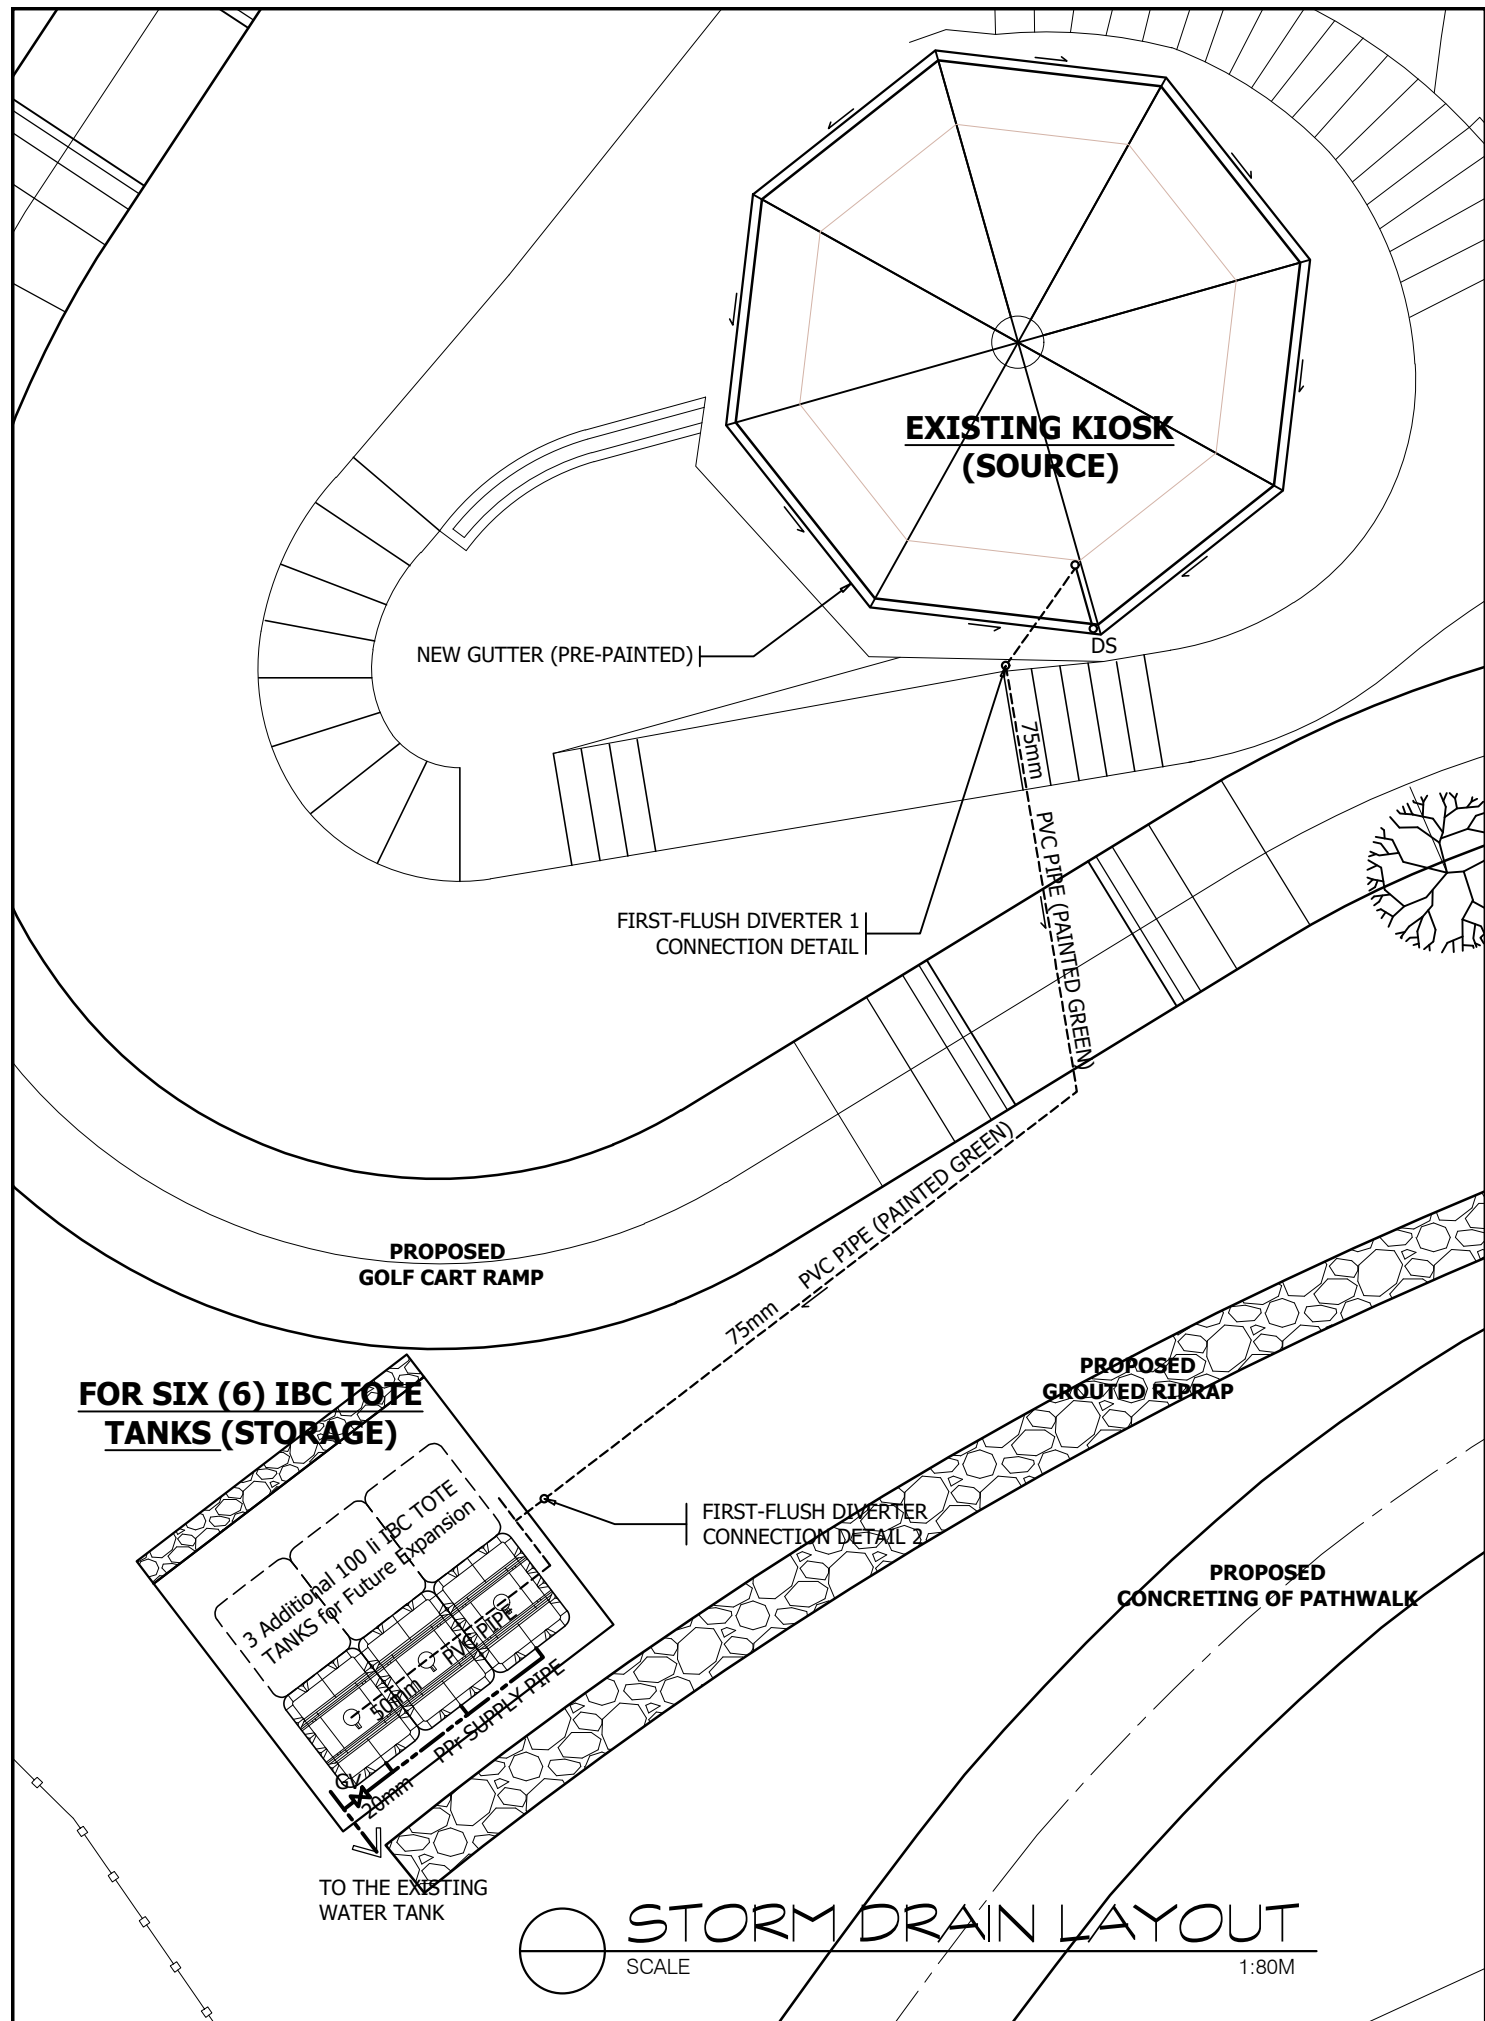 EXISTING KIOSK
(SOURCE)
DS
NEW GUTTER (PRE-PAINTED)
75mm PVC PIPE (PAINTED GREEN)
FIRST-FLUSH DIVERTER 1
CONNECTION DETAIL
75mm PVC PIPE (PAINTED GREEN)
PROPOSED
GOLF CART RAMP
PROPOSED
GROUTED RIPRAP
FOR SIX (6) IBC TOTE
TANKS (STORAGE)
3 Additional 100 li IBC TOTE
TANKS for Future Expansion
FIRST-FLUSH DIVERTER
CONNECTION DETAIL 2
PROPOSED
CONCRETING OF PATHWALK
50mm PVC PIPE
20mm PPr SUPPLY PIPE
GV
TO THE EXISTING
WATER TANK
STORM DRAIN LAYOUT
SCALE 1:80M